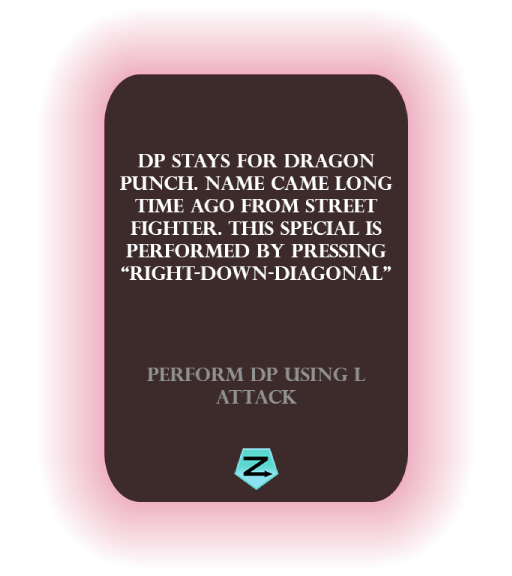 DP STAYS FOR DRAGON
PUNCH. NAME CAME LONG
TIME AGO FROM STREET
FIGHTER. THIS SPECIAL IS
PERFORMED BY PRESSING
“RIGHT-DOWN-DIAGONAL”
PERFORM DP USING L
ATTACK